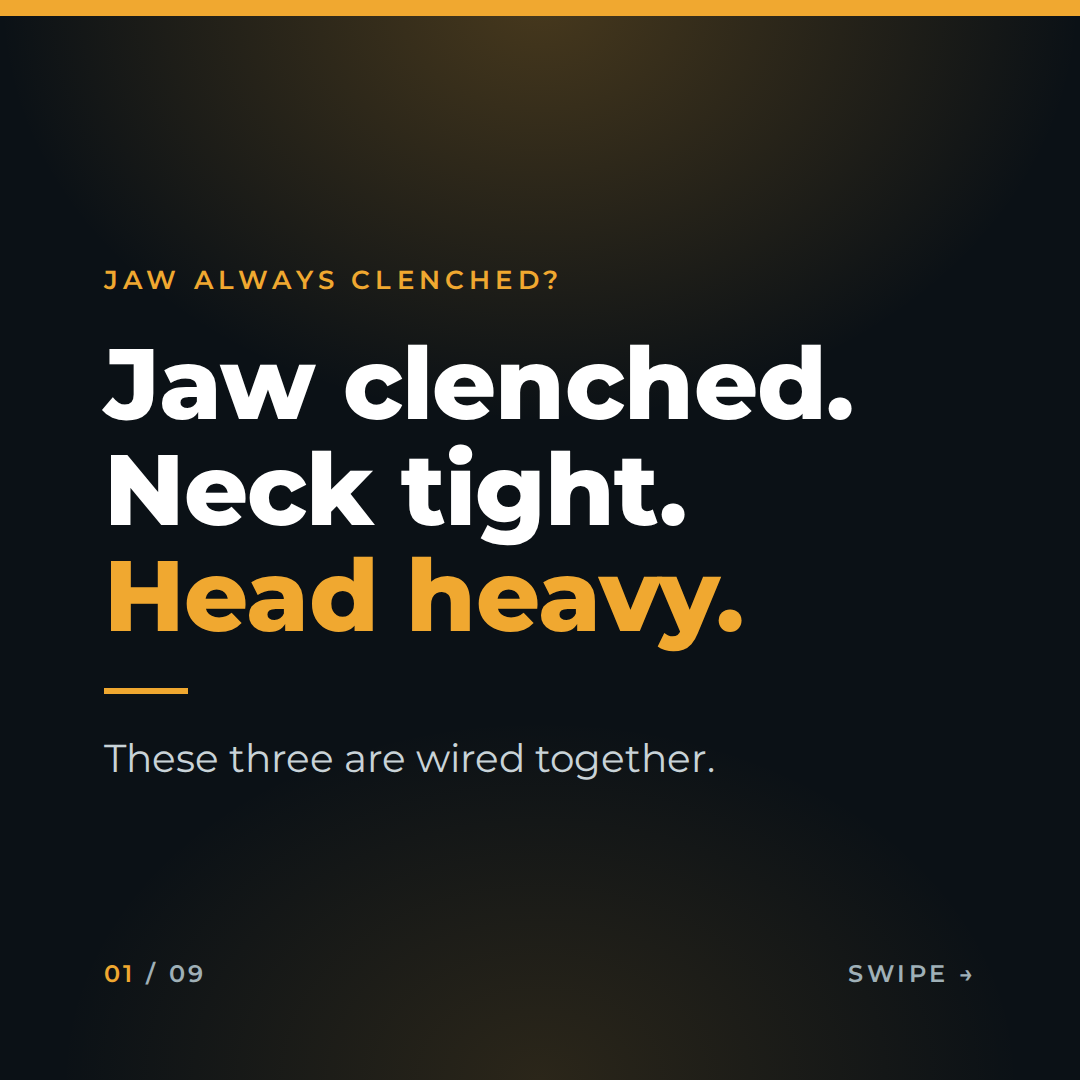 JAW ALWAYS CLENCHED?
Jaw clenched.
Neck tight.
Head heavy.
These three are wired together.
01 / 09
SWIPE →